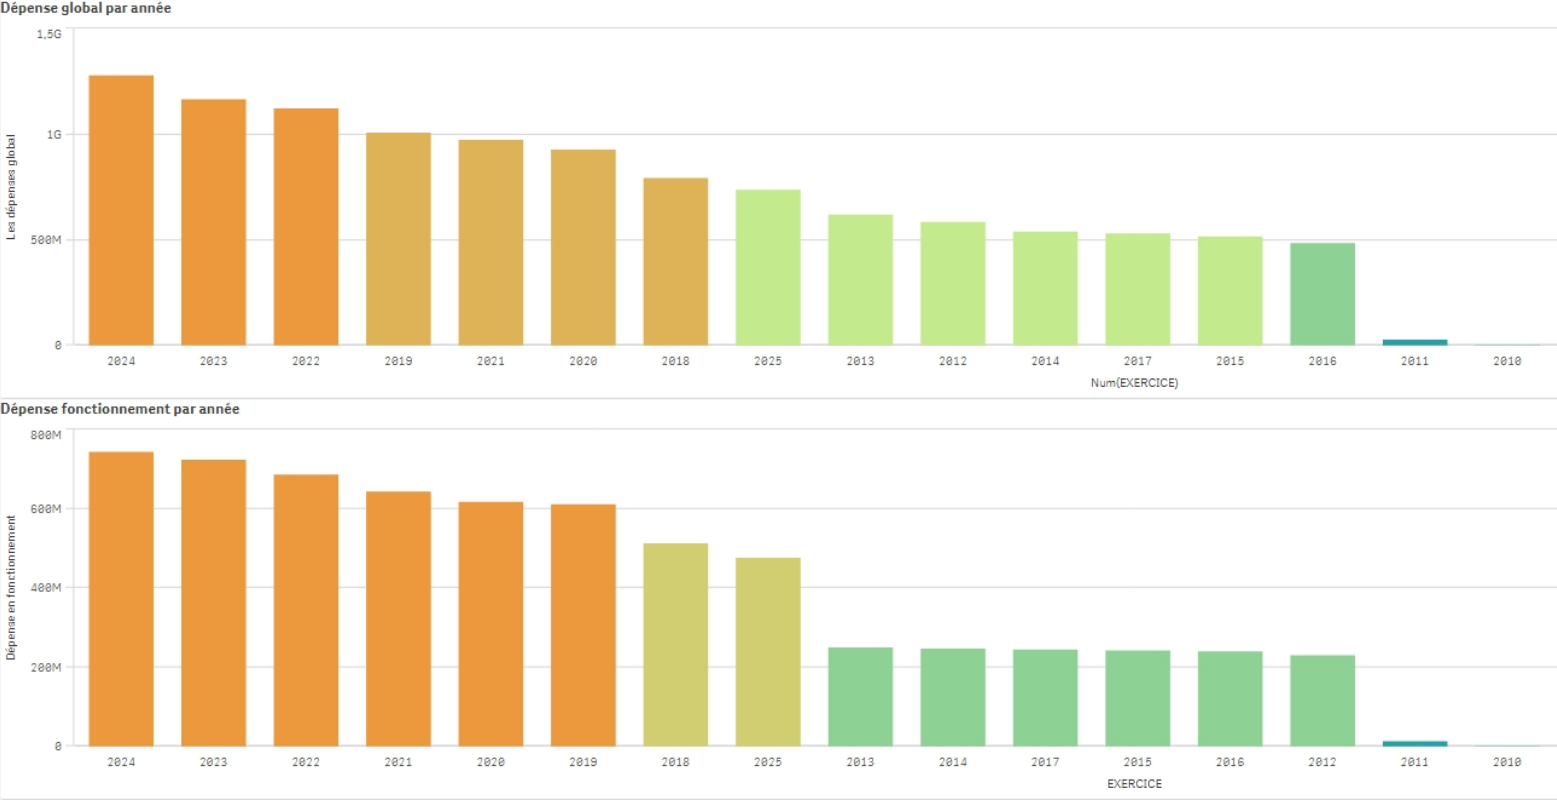 Dépense global par année
1,5G
1G
500M
0
Les dépenses global
2024 2023 2022 2019 2021 2020 2018 2025 2013 2012 2014 2017 2015 2016 2011 2010
Num(EXERCICE)
Dépense fonctionnement par année
800M
600M
400M
200M
0
Dépense en fonctionnement
2024 2023 2022 2021 2020 2019 2018 2025 2013 2014 2017 2015 2016 2012 2011 2010
EXERCICE